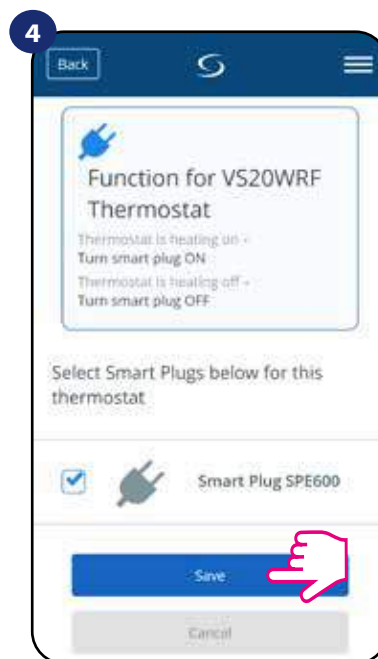 4
Back
Function for VS20WRF
Thermostat
Thermostat is heating on -
Turn smart plug ON
Thermostat is heating off -
Turn smart plug OFF
Select Smart Plugs below for this
thermostat
Smart Plug SPE600
Save
Cancel